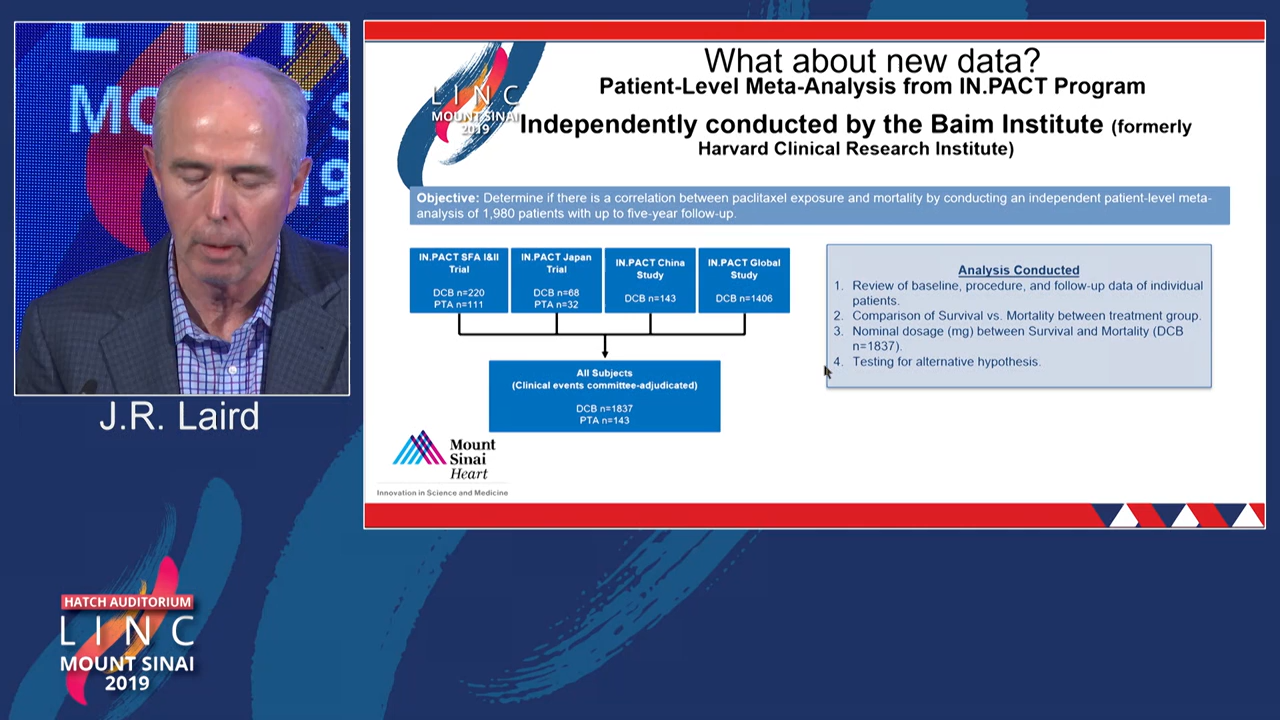 L I N
MO
What about new data?
Patient-Level Meta-Analysis from IN.PACT Program
Independently conducted by the Baim Institute (formerly
Harvard Clinical Research Institute)
LINC
MOUNT SINAI
2019
Objective: Determine if there is a correlation between paclitaxel exposure and mortality by conducting an independent patient-level meta-
analysis of 1,980 patients with up to five-year follow-up.
IN.PACT SFA I&II
Trial
DCB n=220
PTA n=111
IN.PACT Japan
Trial
DCB n=68
PTA n=32
IN.PACT China
Study
DCB n=143
IN.PACT Global
Study
DCB n=1406
All Subjects
(Clinical events committee-adjudicated)
DCB n=1837
PTA n=143
Analysis Conducted
1. Review of baseline, procedure, and follow-up data of individual
patients.
2. Comparison of Survival vs. Mortality between treatment group.
3. Nominal dosage (mg) between Survival and Mortality (DCB
n=1837).
4. Testing for alternative hypothesis.
Mount
Sinai
Heart
Innovation in Science and Medicine
J.R. Laird
HATCH AUDITORIUM
LINC
MOUNT SINAI
2019